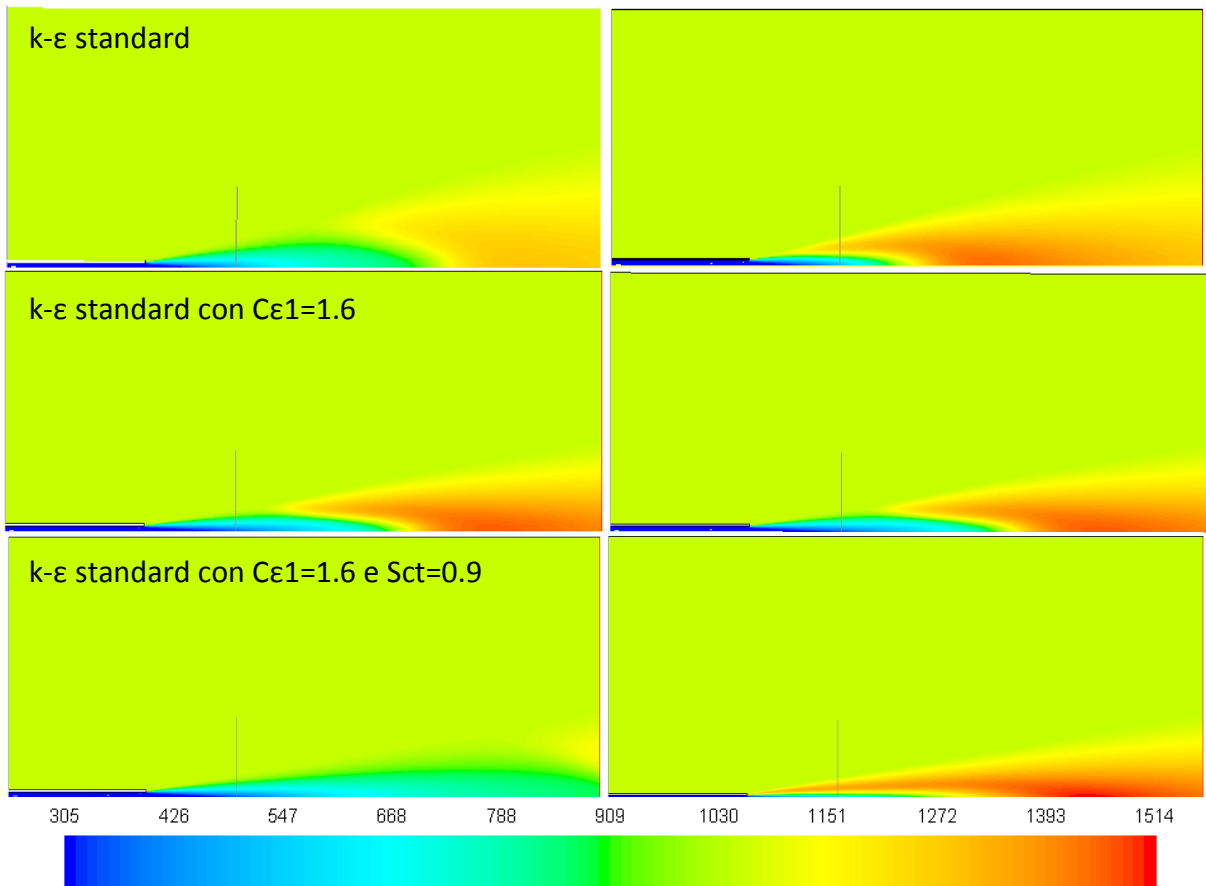 k-ε standard
k-ε standard con Cε1=1.6
k-ε standard con Cε1=1.6 e Sct=0.9
305 426 547 668 788 909 1030 1151 1272 1393 1514